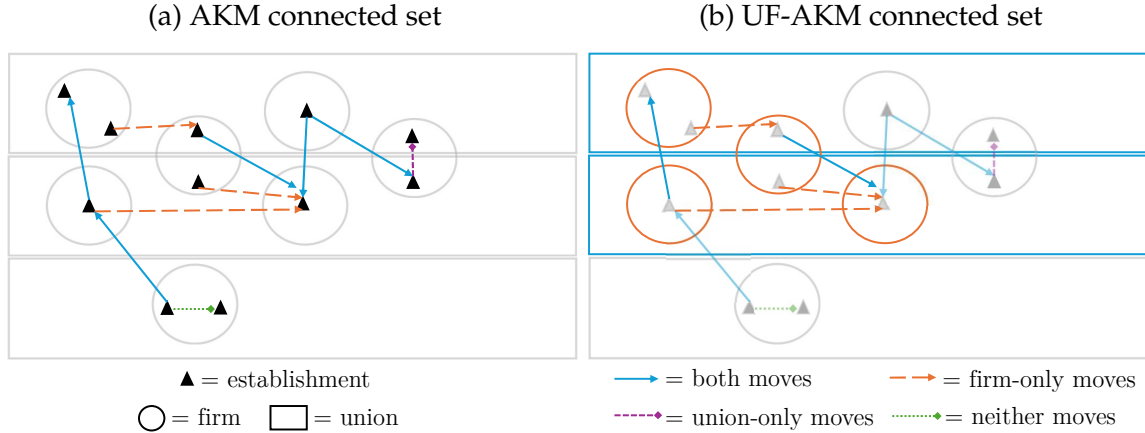 (a) AKM connected set
(b) UF-AKM connected set
= establishment
= firm
= union
= both moves
= firm-only moves
= union-only moves
= neither moves